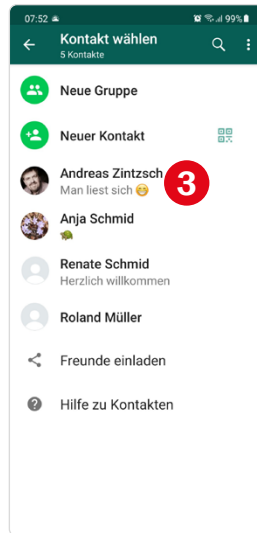 07:52 99%
Kontakt wählen
5 Kontakte
Neue Gruppe
Neuer Kontakt
Andreas Zintzsch
Man liest sich 😁
3
Anja Schmid
🐢
Renate Schmid
Herzlich willkommen
Roland Müller
Freunde einladen
? Hilfe zu Kontakten